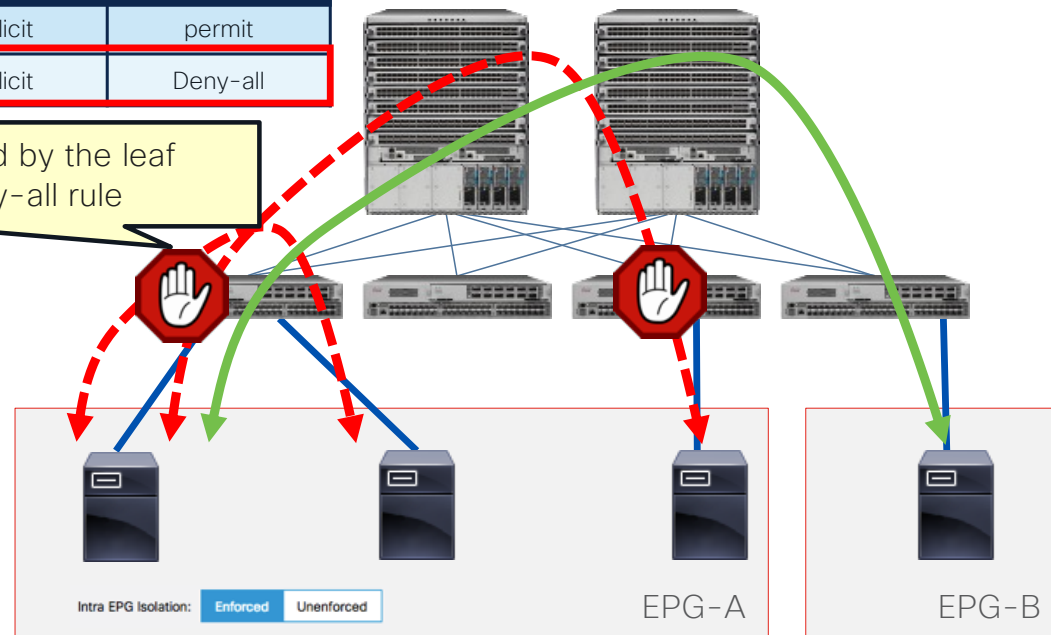 licit permit
licit Deny-all
d by the leaf
y-all rule
Intra EPG Isolation: Enforced Unenforced
EPG-A
EPG-B